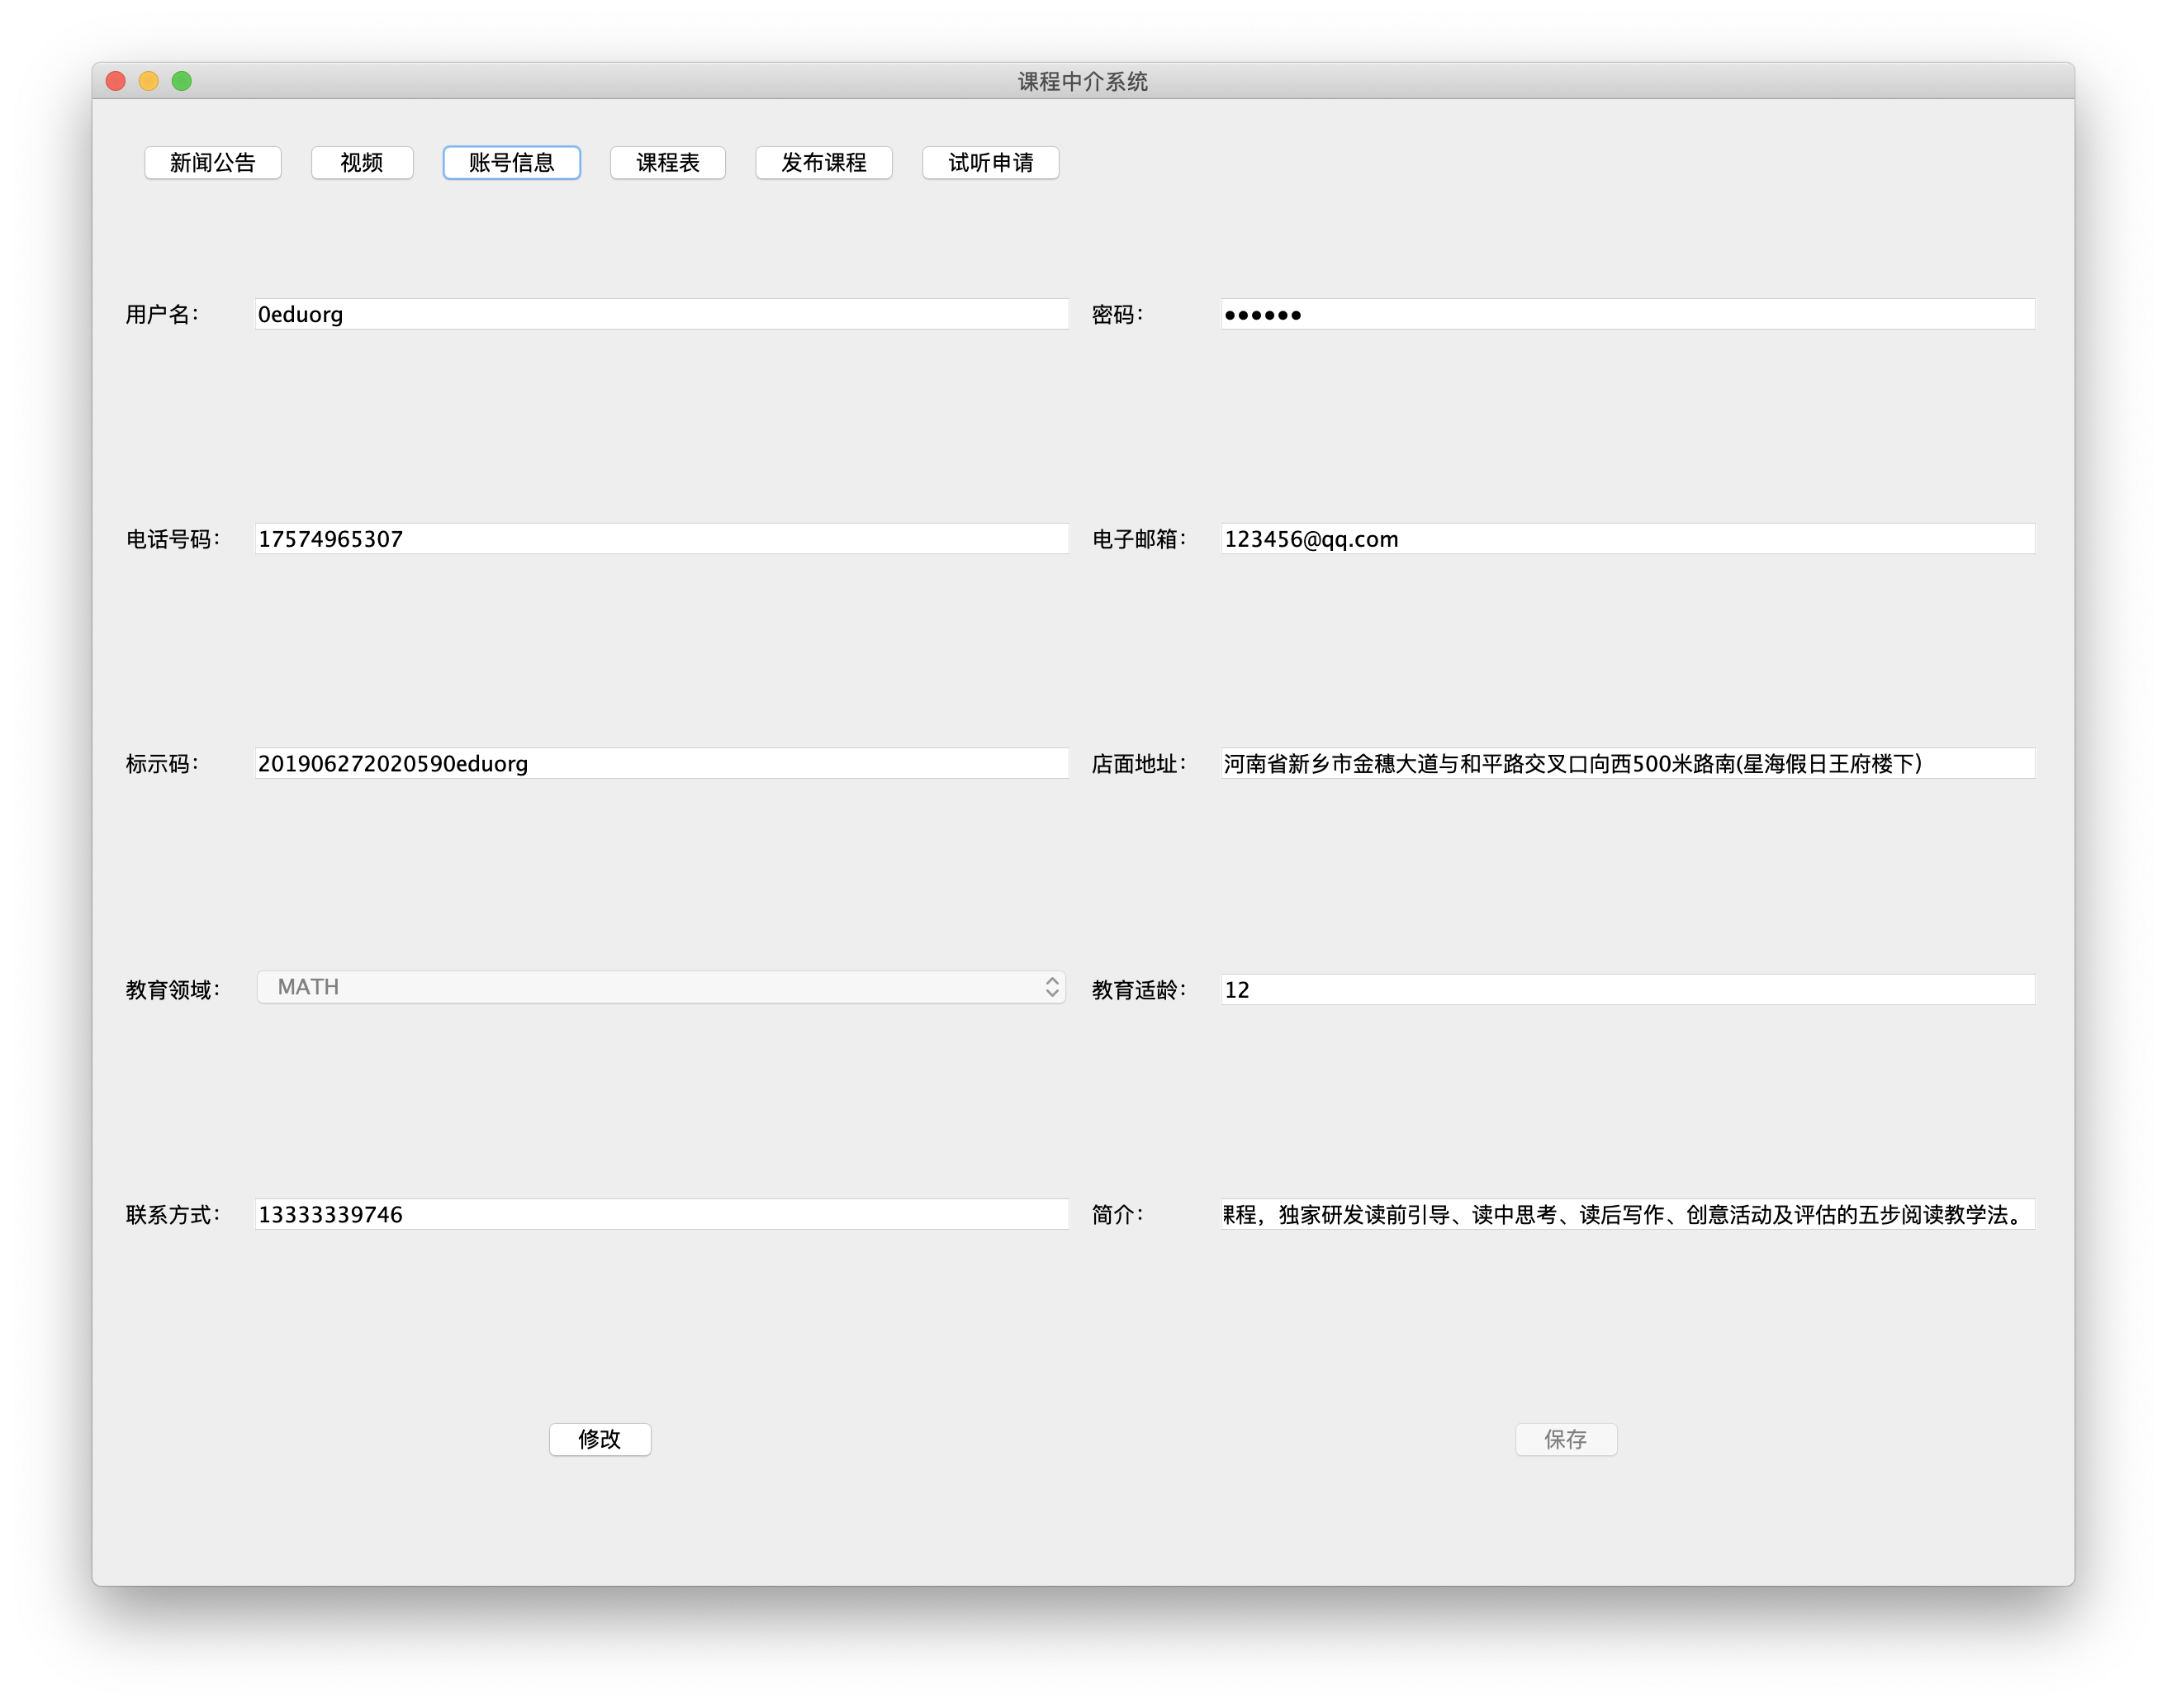 课程中介系统
新闻公告 视频 账号信息 课程表 发布课程 试听申请
用户名： 0eduorg 密码： ●●●●●●
电话号码： 17574965307 电子邮箱： 123456@qq.com
标示码： 201906272020590eduorg 店面地址： 河南省新乡市金穗大道与和平路交叉口向西500米路南(星海假日王府楼下)
教育领域： MATH 教育适龄： 12
联系方式： 13333339746 简介： 课程，独家研发读前引导、读中思考、读后写作、创意活动及评估的五步阅读教学法。
修改 保存